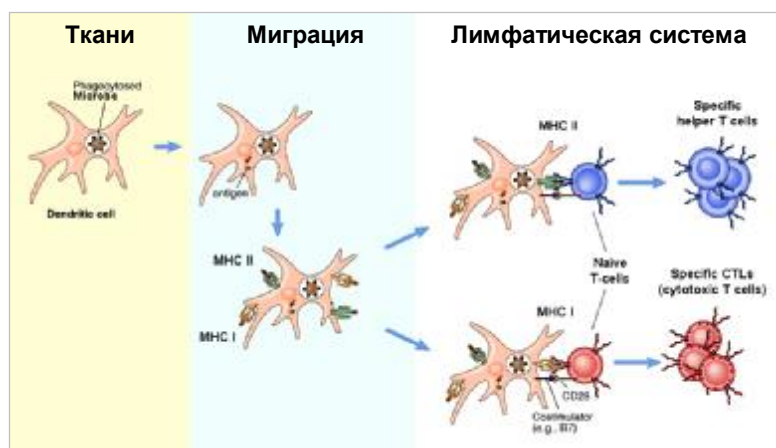 Ткани
Миграция
Лимфатическая система
Phagocytosed
Microbe
Dendritic cell
antigen
MHC II
MHC I
MHC II
Specific
helper T cells
Naive
T-cells
MHC I
Specific CTLs
(cytotoxic T cells)
CD28
Costimulator
(e.g., B7)